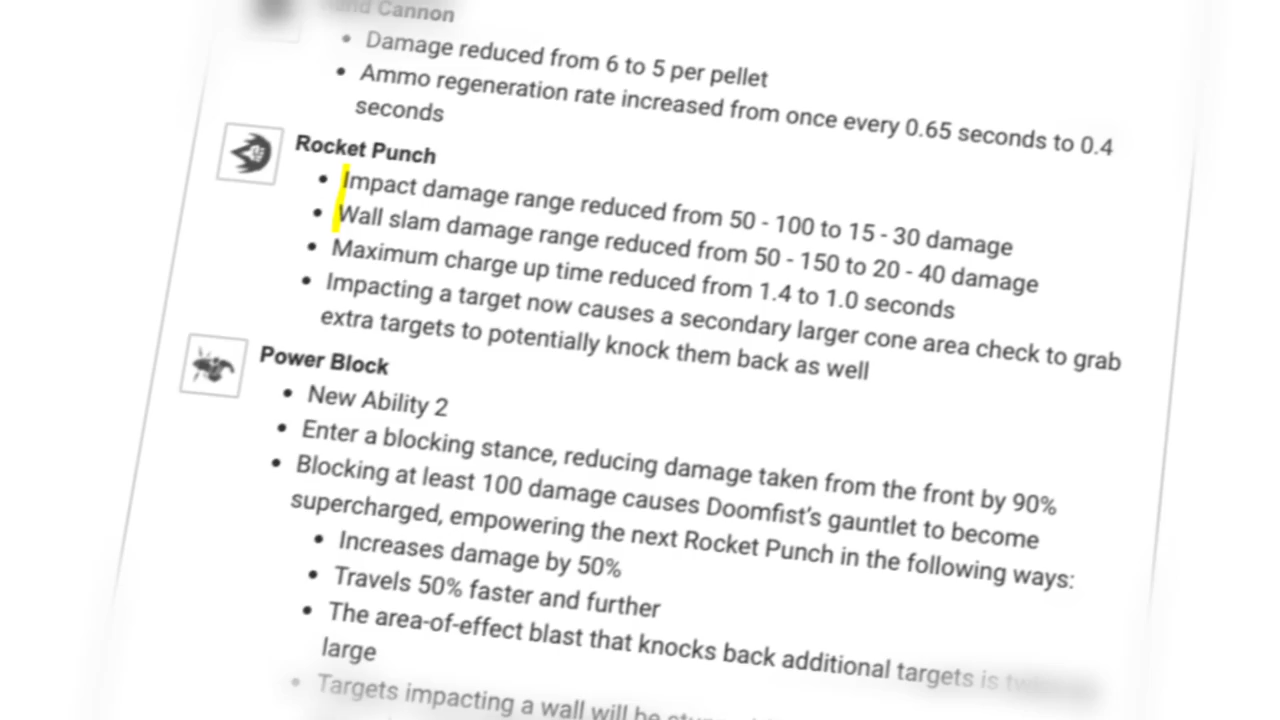 Cannon
Damage reduced from 6 to 5 per pellet
Ammo regeneration rate increased from once every 0.65 seconds to 0.4
seconds
Rocket Punch
Impact damage range reduced from 50 - 100 to 15 - 30 damage
Wall slam damage range reduced from 50 - 150 to 20 - 40 damage
Maximum charge up time reduced from 1.4 to 1.0 seconds
Impacting a target now causes a secondary larger cone area check to grab
extra targets to potentially knock them back as well
Power Block
New Ability 2
Enter a blocking stance, reducing damage taken from the front by 90%
Blocking at least 100 damage causes Doomfist's gauntlet to become
supercharged, empowering the next Rocket Punch in the following ways:
Increases damage by 50%
Travels 50% faster and further
The area-of-effect blast that knocks back additional targets is
large
Targets impacting a wall will be